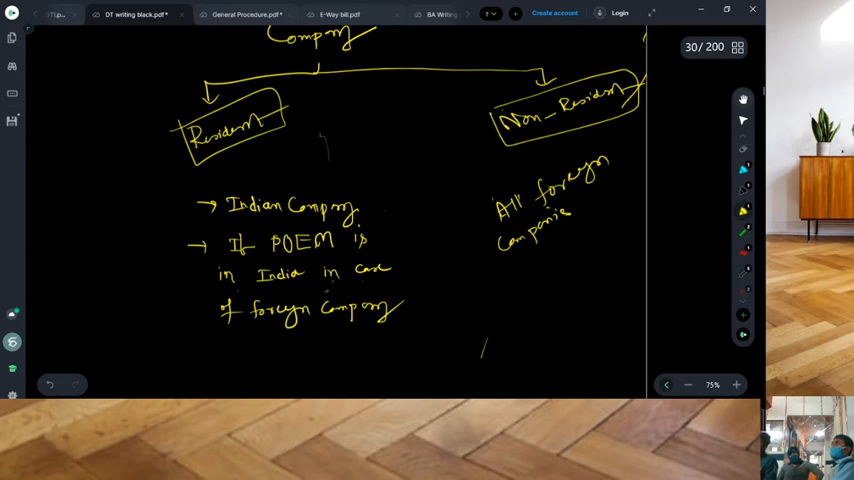 DT writing black.pdf*
General Procedure.pdf*
E-Way bill.pdf
BA Writing
?
Create account
Login
30/200
Company
Resident
Non-Resident
→ Indian Company
→ If POEM is
in India in case
of foreign company
All foreign
companies
75%